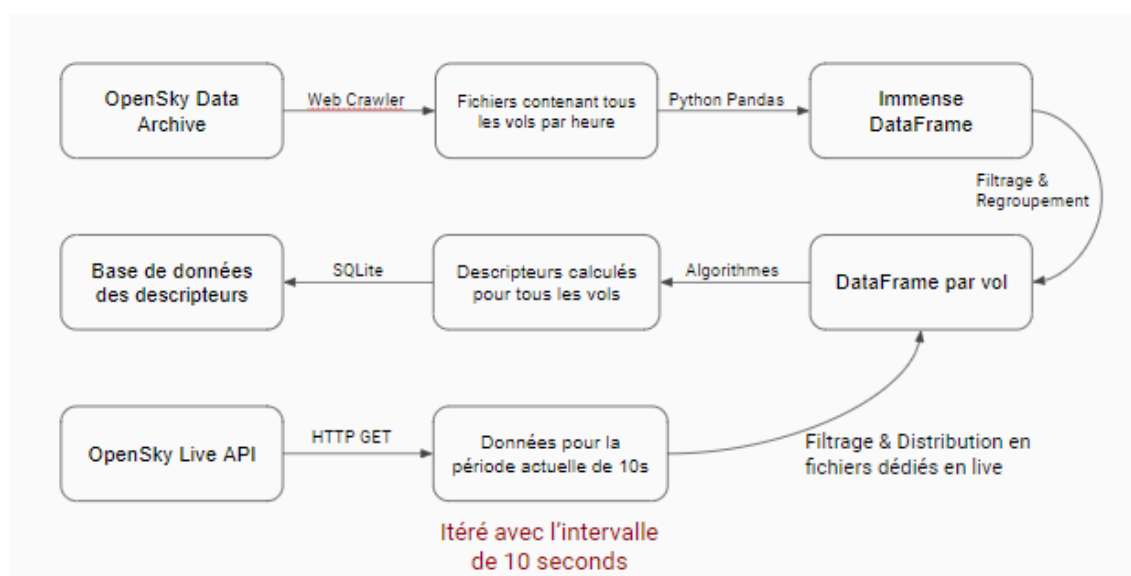 OpenSky Data
Archive
Web Crawler
Fichiers contenant tous
les vols par heure
Python Pandas
Immense
DataFrame
Filtrage &
Regroupement
Base de données
des descripteurs
SQLite
Descripteurs calculés
pour tous les vols
Algorithmes
DataFrame par vol
OpenSky Live API
HTTP GET
Données pour la
période actuelle de 10s
Filtrage & Distribution en
fichiers dédiés en live
Itéré avec l'intervalle
de 10 seconds